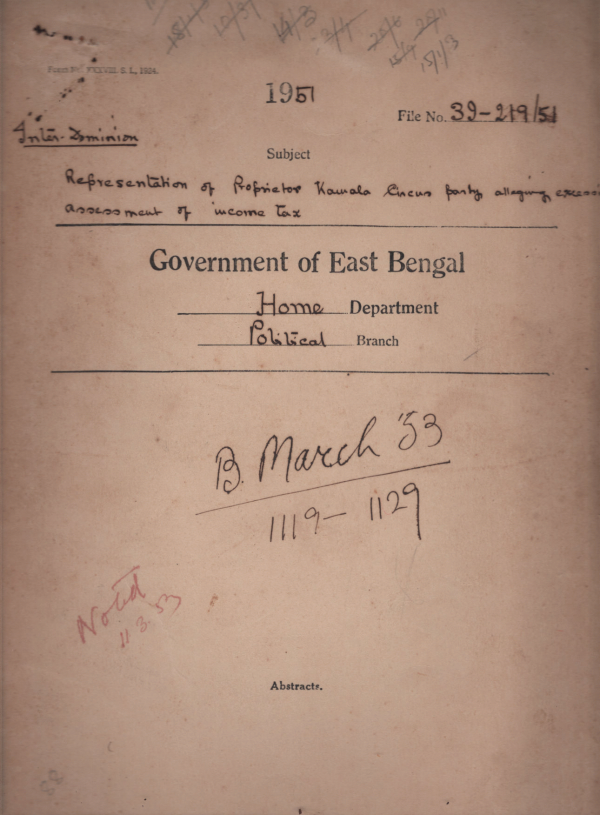 1951
File No. 39-219/51
Inter-Dominion
Subject
Representation of Proprietor Kamala Circus party alleging excessi
assessment of income tax
Government of East Bengal
Home Department
Political Branch
B. March '53
1119- 1129
Noted
11.3.53
Abstracts.